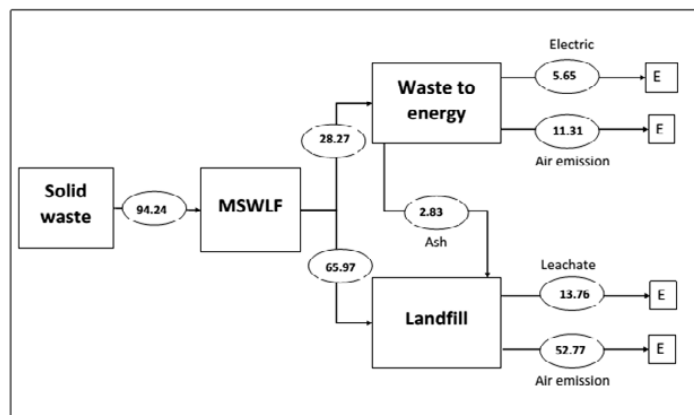 Electric
5.65
E
Waste to
energy
28.27
11.31
E
Air emission
Solid
waste
94.24
MSWLF
2.83
Ash
65.97
Leachate
13.76
E
Landfill
52.77
E
Air emission